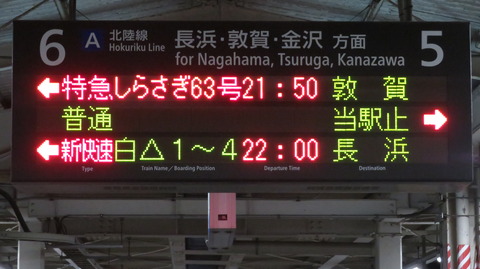 6 A 北陸線 長浜・敦賀・金沢 方面 5
Hokuriku Line for Nagahama, Tsuruga, Kanazawa
← 特急 しらさぎ63号 21:50 敦賀
普通 当駅止 →
← 新快速 白△1〜4 22:00 長浜
Type Train Name / Boarding Position Departure Time Destination